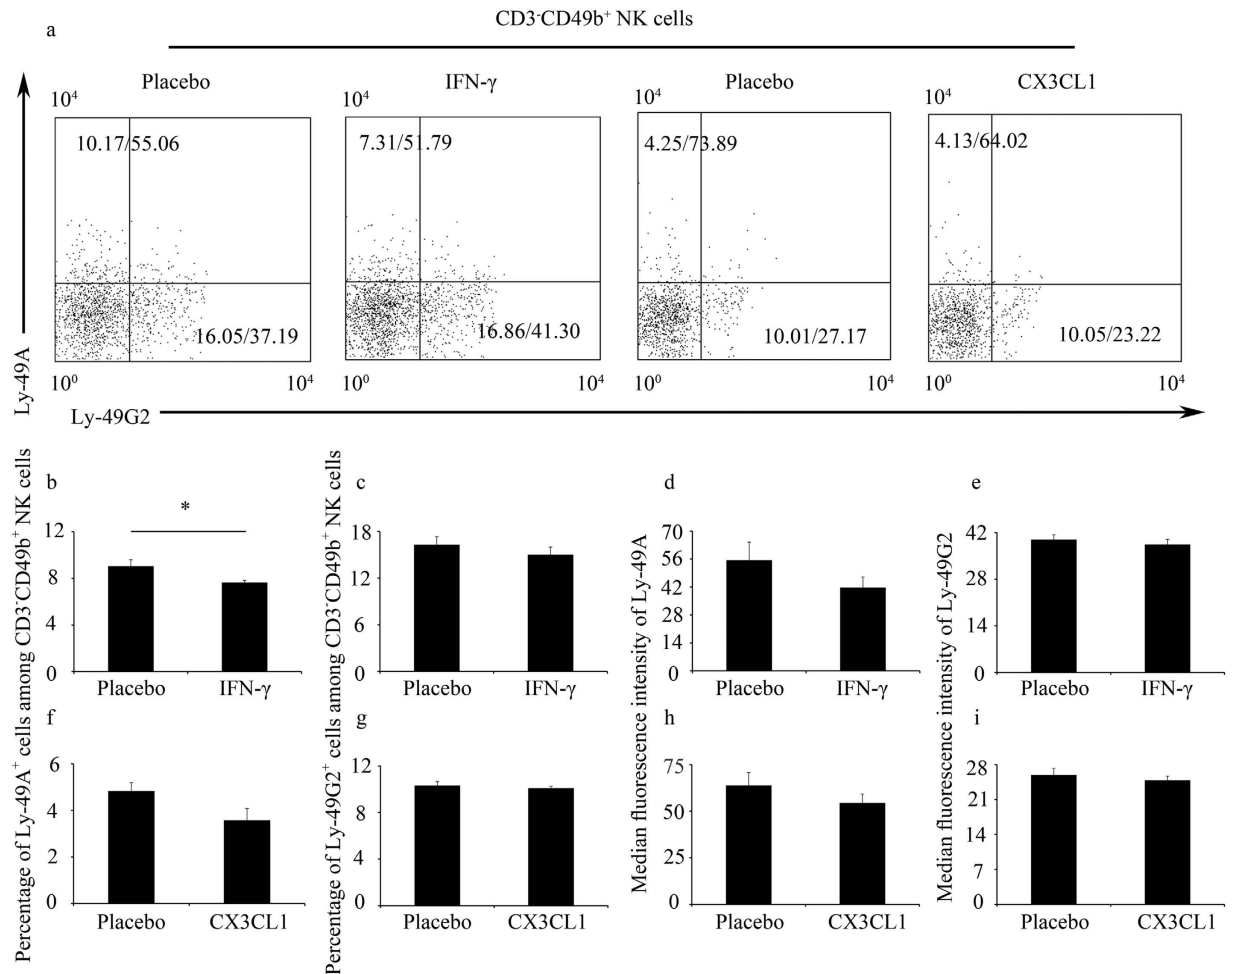 a
CD3-CD49b+ NK cells
Placebo
IFN-γ
Placebo
CX3CL1
10⁴
10⁴
10⁴
10⁴
10.17/55.06
7.31/51.79
4.25/73.89
4.13/64.02
16.05/37.19
16.86/41.30
10.01/27.17
10.05/23.22
10⁰
10⁴
10⁰
10⁴
10⁰
10⁴
10⁰
10⁴
Ly-49A
Ly-49G2
b
c
d
e
Percentage of Ly-49A+ cells among CD3-CD49b+ NK cells
*
12
8
4
0
Placebo
IFN-γ
Percentage of Ly-49G2+ cells among CD3-CD49b+ NK cells
18
12
6
0
Placebo
IFN-γ
Median fluorescence intensity of Ly-49A
70
56
42
28
14
0
Placebo
IFN-γ
Median fluorescence intensity of Ly-49G2
42
28
14
0
Placebo
IFN-γ
f
g
h
i
6
4
2
0
Placebo
CX3CL1
12
8
4
0
Placebo
CX3CL1
75
50
25
0
Placebo
CX3CL1
28
21
14
7
0
Placebo
CX3CL1